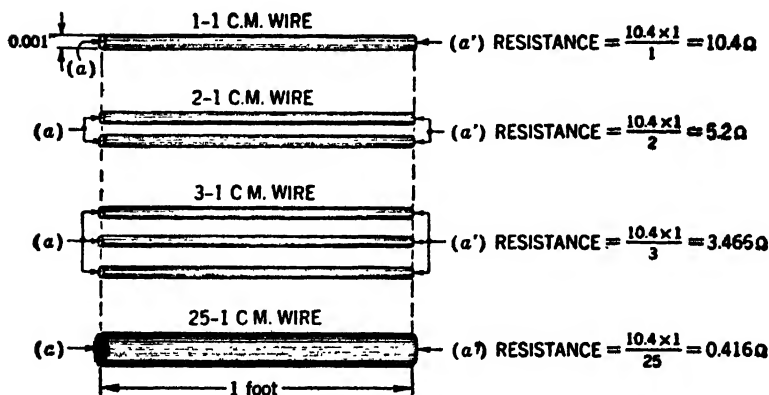 1-1 C.M. WIRE
0.001"
(a)
(a') RESISTANCE = 10.4 × 1 / 1 = 10.4Ω
2-1 C.M. WIRE
(a)
(a') RESISTANCE = 10.4 × 1 / 2 = 5.2Ω
3-1 C M. WIRE
(a)
(a') RESISTANCE = 10.4 × 1 / 3 = 3.465Ω
25-1 C M. WIRE
(a)
(a') RESISTANCE = 10.4 × 1 / 25 = 0.416Ω
1 foot